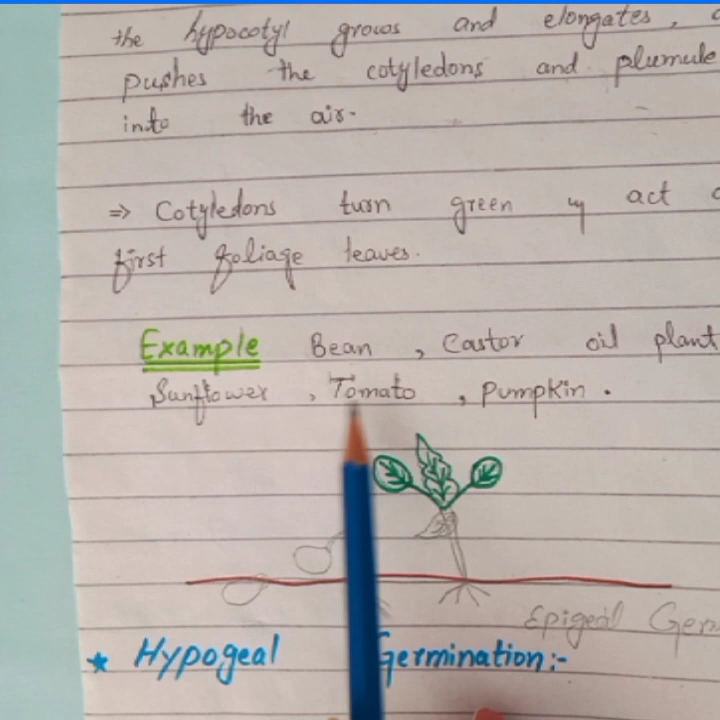 the hypocotyl grows and elongates,
pushes the cotyledons and plumule
into the air.
=> Cotyledons turn green & act
first foliage leaves.
Example Bean, Castor oil plant
Sunflower, Tomato, Pumpkin.
Epigeal Ger
* Hypogeal Germination:-